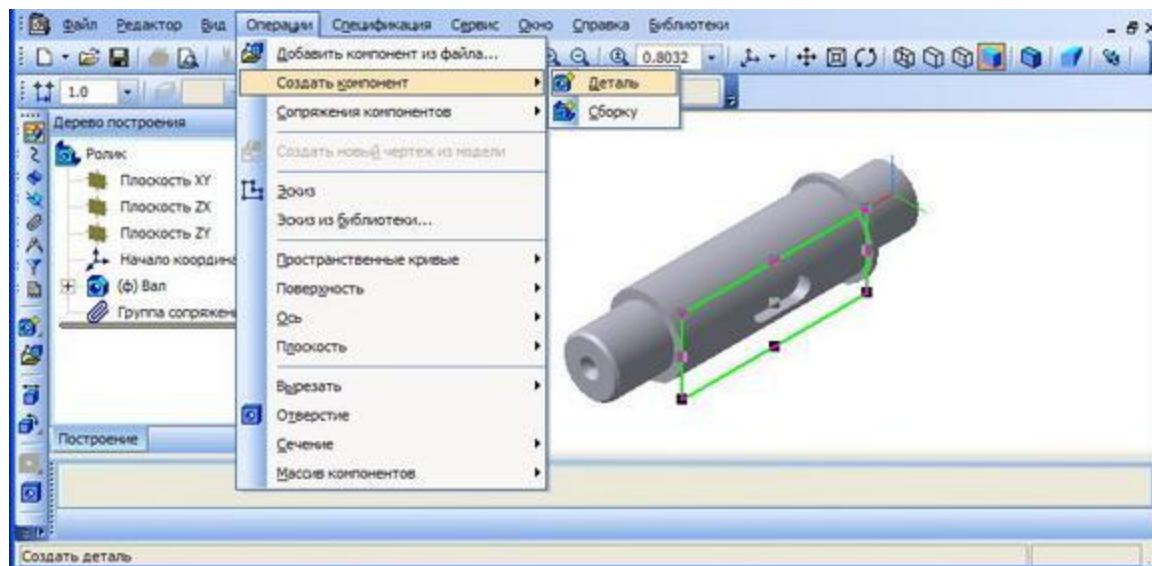 Файл Редактор Вид Операции Спецификация Сервис Окно Справка Библиотеки
Добавить компонент из файла...
0.8032
Создать компонент
Деталь
1.0
Сопряжения компонентов
Сборку
Дерево построения
Создать новый чертеж из модели
Ролик
Плоскость XY
Эскиз
Плоскость ZX
Эскиз из библиотеки...
Плоскость ZY
Начало координа
Пространственные кривые
(ф) Вал
Поверхность
Группа сопряжен
Ось
Плоскость
Вырезать
Отверстие
Построение
Сечение
Массив компонентов
Создать деталь